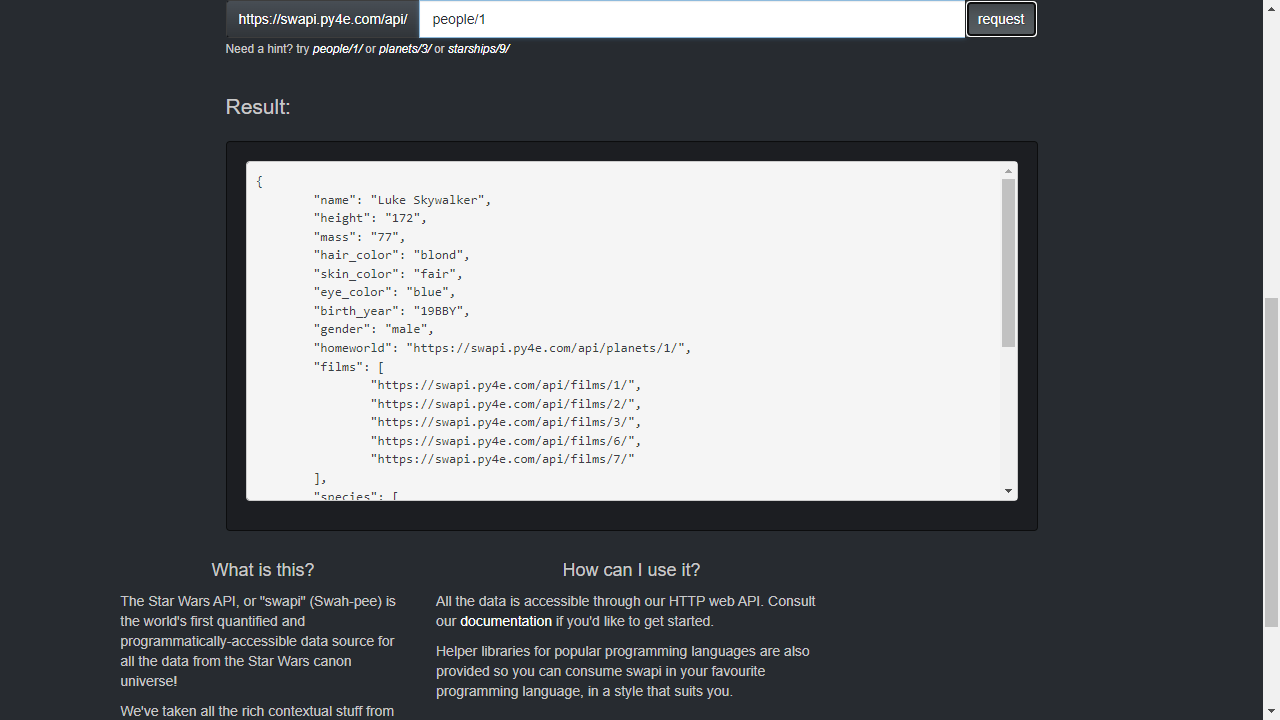 https://swapi.py4e.com/api/ people/1 request
Need a hint? try people/1/ or planets/3/ or starships/9/
Result:
{
"name": "Luke Skywalker",
"height": "172",
"mass": "77",
"hair_color": "blond",
"skin_color": "fair",
"eye_color": "blue",
"birth_year": "19BBY",
"gender": "male",
"homeworld": "https://swapi.py4e.com/api/planets/1/",
"films": [
"https://swapi.py4e.com/api/films/1/",
"https://swapi.py4e.com/api/films/2/",
"https://swapi.py4e.com/api/films/3/",
"https://swapi.py4e.com/api/films/6/",
"https://swapi.py4e.com/api/films/7/"
],
"species": [
What is this?
The Star Wars API, or "swapi" (Swah-pee) is
the world's first quantified and
programmatically-accessible data source for
all the data from the Star Wars canon
universe!
We've taken all the rich contextual stuff from
How can I use it?
All the data is accessible through our HTTP web API. Consult
our documentation if you'd like to get started.
Helper libraries for popular programming languages are also
provided so you can consume swapi in your favourite
programming language, in a style that suits you.